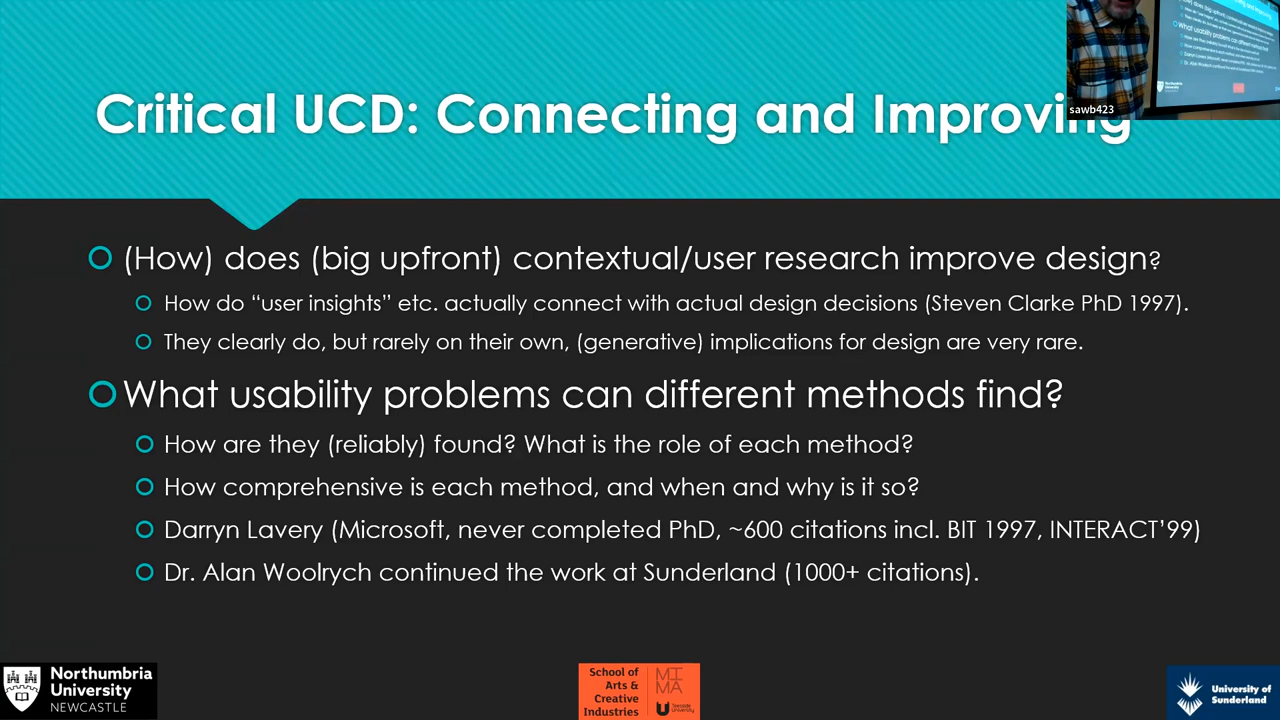 Critical UCD: Connecting and Improving
sawb423
(How) does (big upfront) contextual/user research improve design?
How do “user insights” etc. actually connect with actual design decisions (Steven Clarke PhD 1997).
They clearly do, but rarely on their own, (generative) implications for design are very rare.
What usability problems can different methods find?
How are they (reliably) found? What is the role of each method?
How comprehensive is each method, and when and why is it so?
Darryn Lavery (Microsoft, never completed PhD, ~600 citations incl. BIT 1997, INTERACT’99)
Dr. Alan Woolrych continued the work at Sunderland (1000+ citations).
Northumbria
University
NEWCASTLE
School of
Arts &
Creative
Industries
MI
MA
Teesside
University
University of
Sunderland